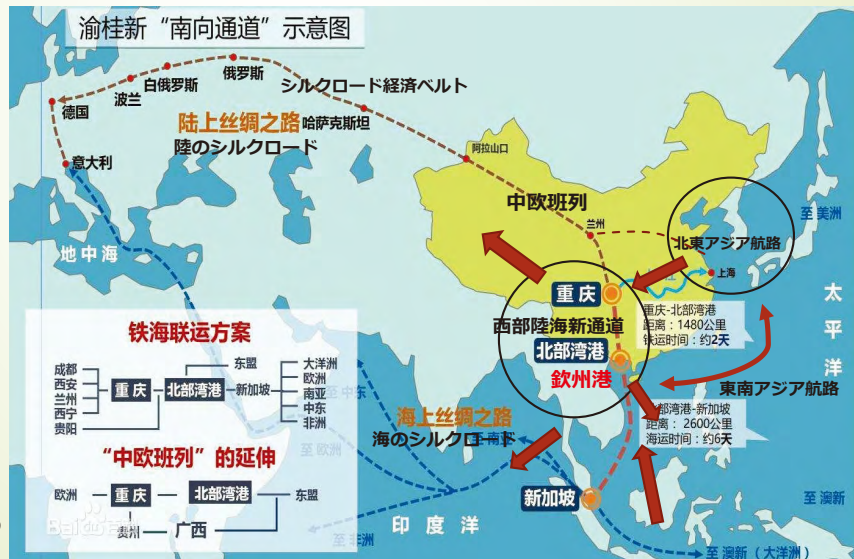 渝桂新“南向通道”示意图
俄罗斯
白俄罗斯
波兰
德国
意大利
シルクロード経済ベルト
陆上丝绸之路
哈萨克斯坦
陸のシルクロード
阿拉山口
中欧班列
兰州
地中海
至美洲
北東アジア航路
上海
太平洋
重庆
西部陸海新通道
北部湾港
欽州港
重庆-北部湾港
距离：1480公里
铁运时间：约2天
東南アジア航路
北部湾港-新加坡
距离：2600公里
海运时间：约6天
海上丝绸之路
海のシルクロード
至南亚
至中东
至欧洲
至非洲
新加坡
印度洋
至澳新
至澳新（大洋洲）
铁海联运方案
成都
西安
兰州
西宁
贵阳
重庆
北部湾港
东盟
新加坡
大洋洲
欧洲
南亚
中东
非洲
“中欧班列”的延伸
欧洲
重庆
北部湾港
东盟
贵州
广西